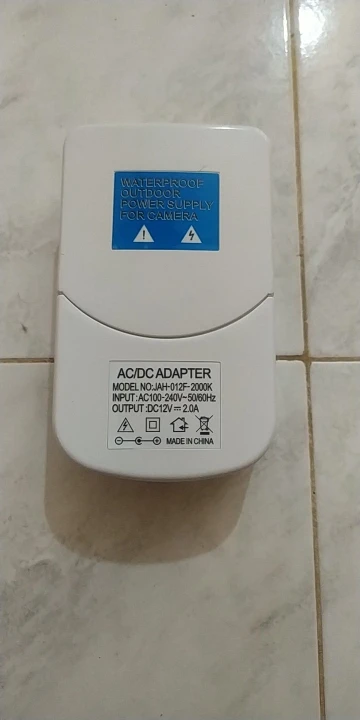 WATERPROOF
OUTDOOR
POWER SUPPLY
FOR CAMERA
AC/DC ADAPTER
MODEL NO:JAH-012F-2000K
INPUT:AC100-240V~50/60Hz
OUTPUT:DC12V⎓2.0A
MADE IN CHINA